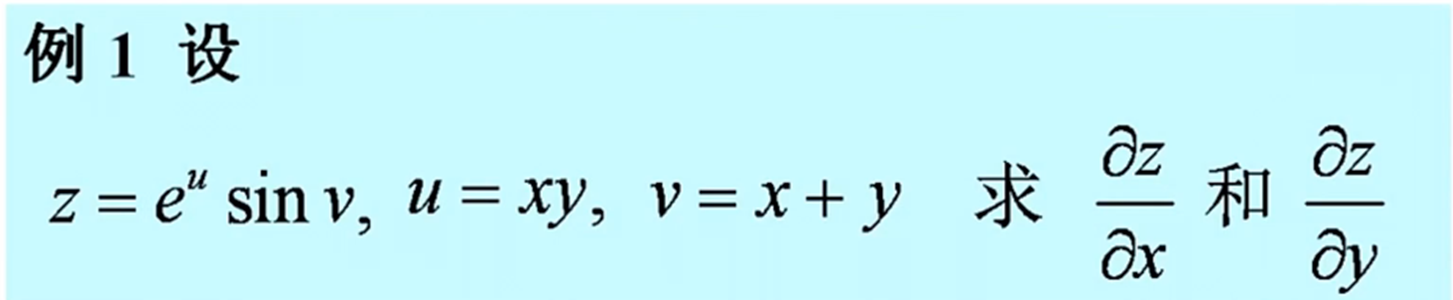 例 1 设
z = e^u sin v, u = xy, v = x + y 求 ∂z/∂x 和 ∂z/∂y